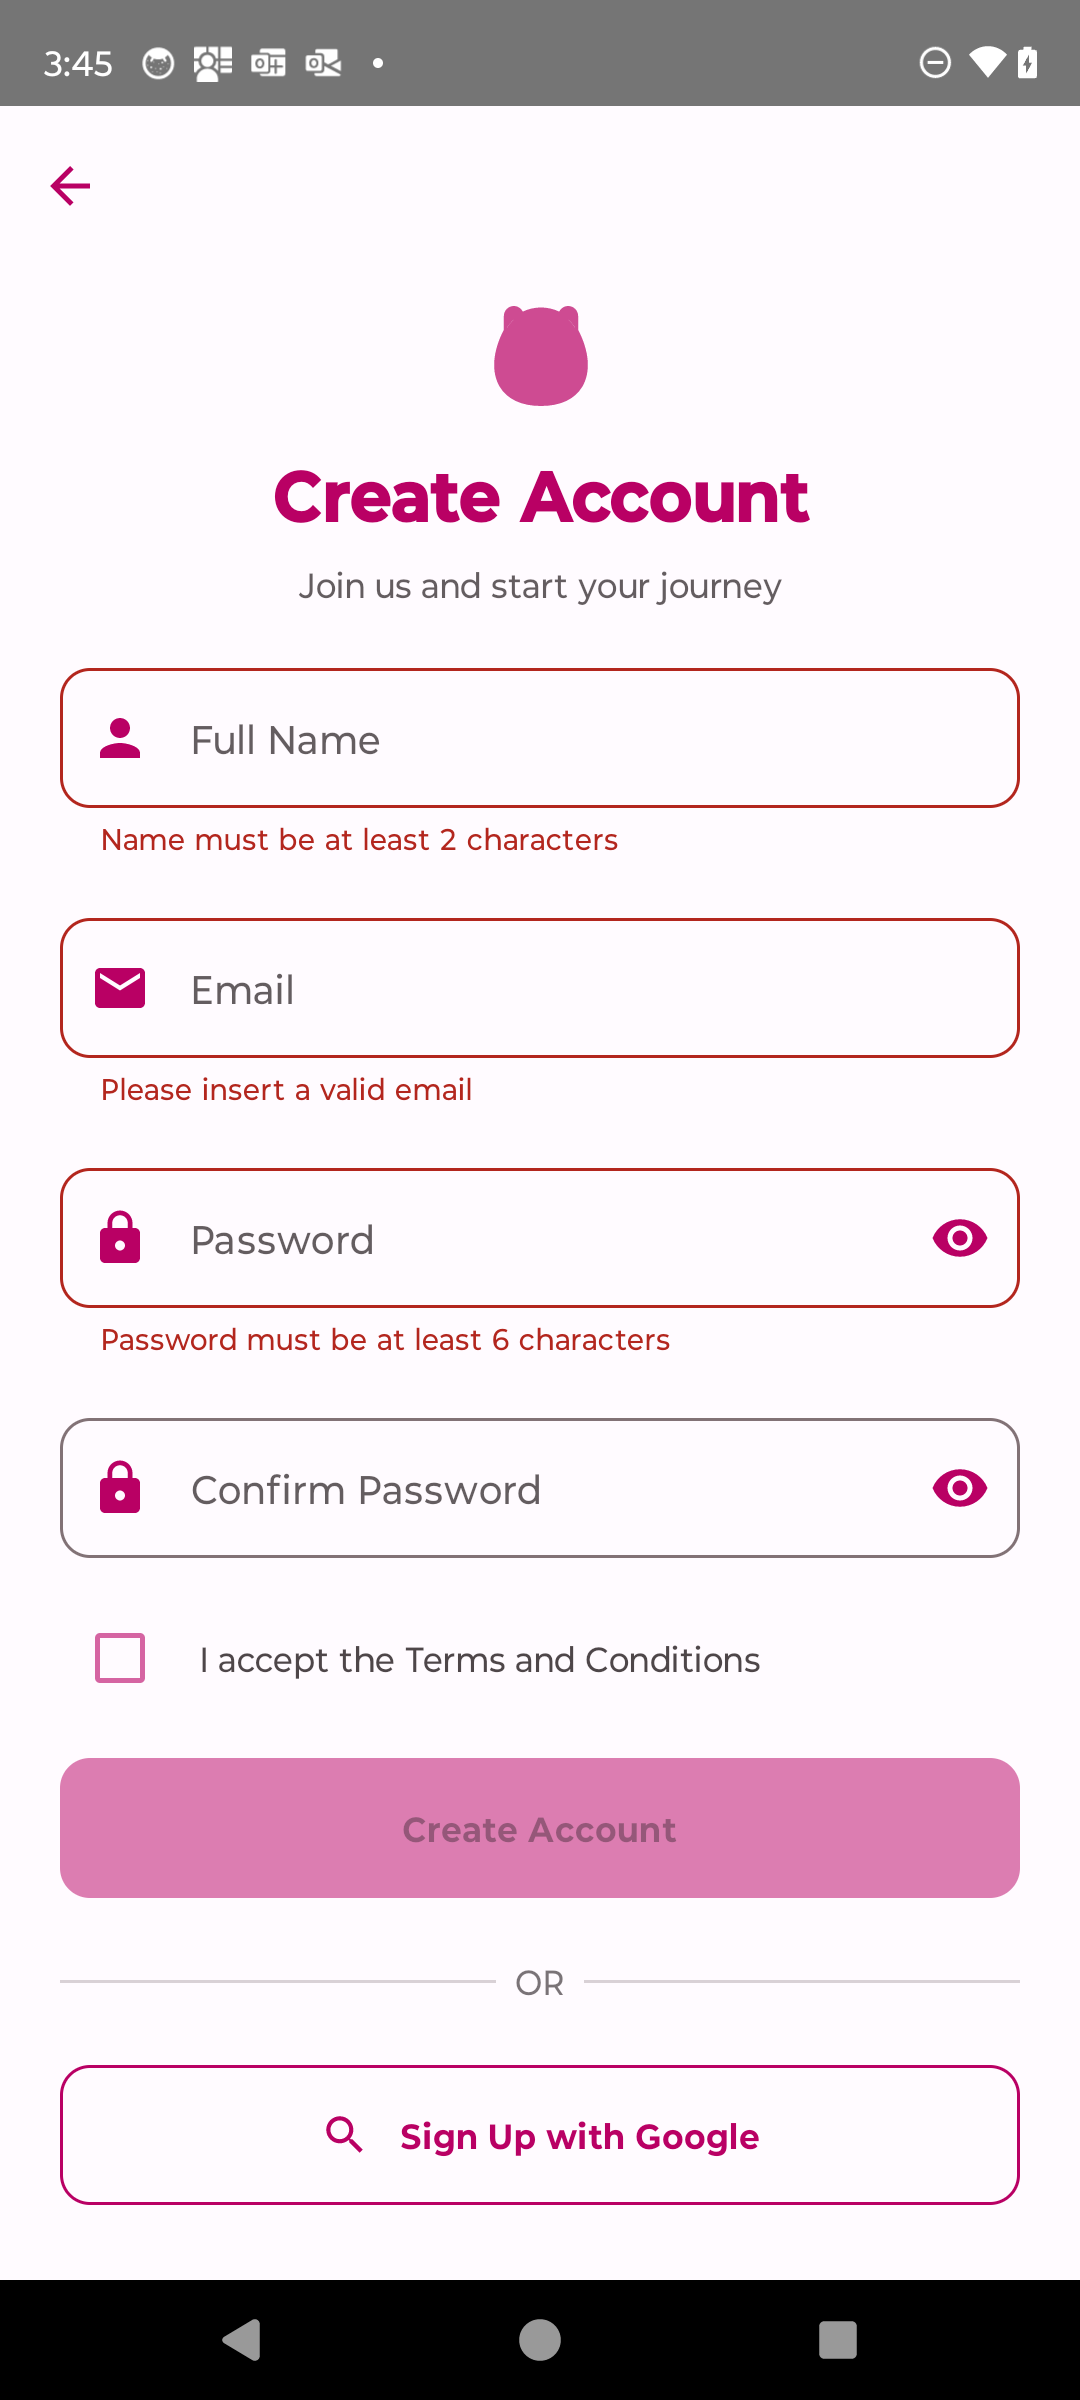 3:45
Create Account
Join us and start your journey
Full Name
Name must be at least 2 characters
Email
Please insert a valid email
Password
Password must be at least 6 characters
Confirm Password
I accept the Terms and Conditions
Create Account
OR
Sign Up with Google